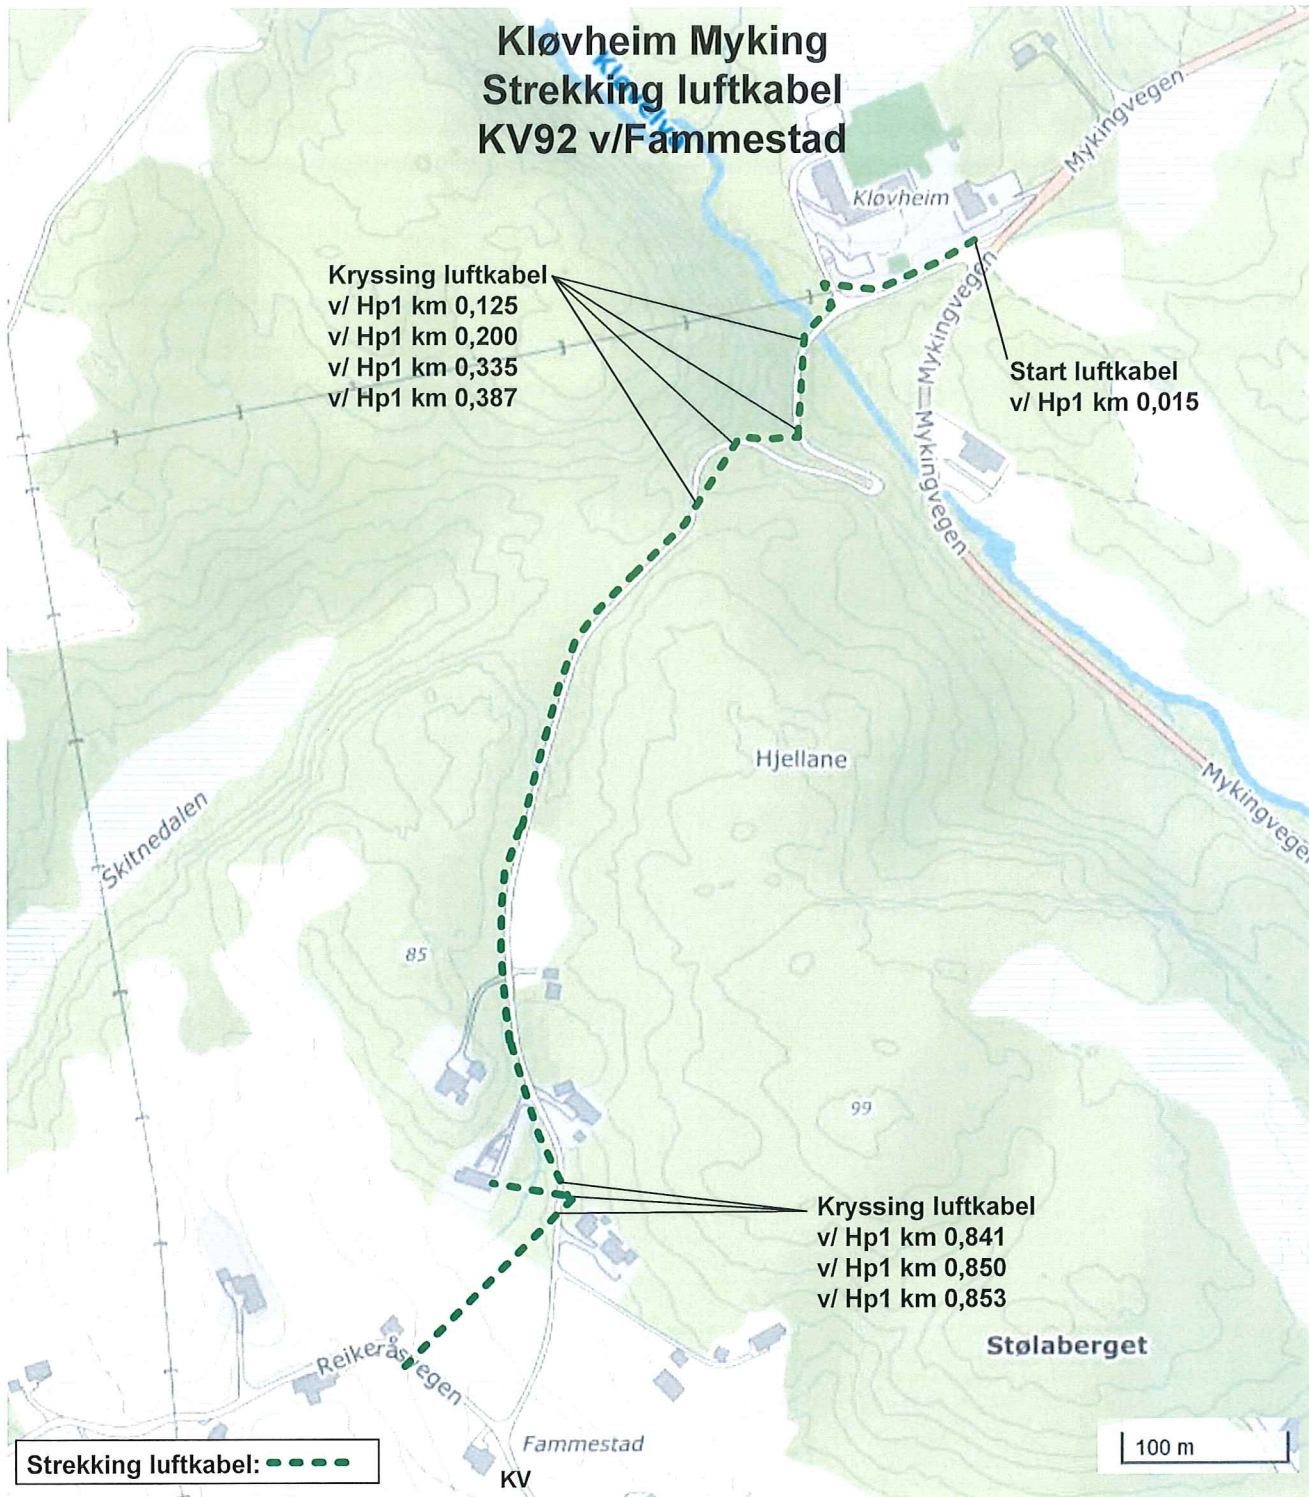 Kløvheim Myking
Strekking luftkabel
KV92 v/Fammestad
Kløvelva
Mykingvegen
Kløvheim
Kryssing luftkabel
v/ Hp1 km 0,125
v/ Hp1 km 0,200
v/ Hp1 km 0,335
v/ Hp1 km 0,387
Mykingvegen
Start luftkabel
v/ Hp1 km 0,015
Mykingvegen
Hjellane
Mykingvegen
Skitnedalen
85
99
Kryssing luftkabel
v/ Hp1 km 0,841
v/ Hp1 km 0,850
v/ Hp1 km 0,853
Stølaberget
Reikeråsvegen
Fammestad
100 m
Strekking luftkabel:
KV